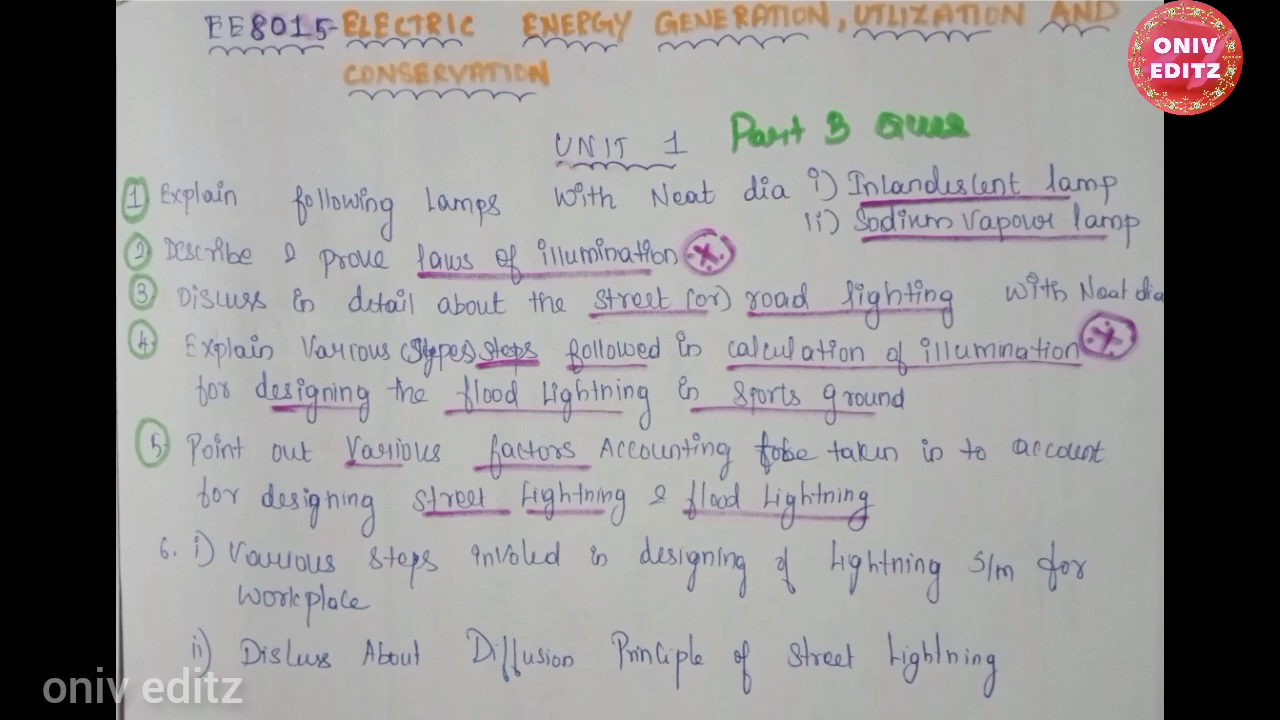 EE8015-ELECTRIC ENERGY GENERATION, UTLIZATION AND
CONSERVATION
ONIV
EDITZ
UNIT 1 Part B Ques
1 Explain following Lamps With Neat dia i) Inlandescent lamp
ii) Sodium Vapour lamp
2 Describe & prove laws of illumination
3 Discuss in detail about the street (or) road lighting With Neat dia
4 Explain Various (types) steps followed in calculation of illumination
for designing the flood Lightning in Sports ground
5 Point out Various factors Accounting tobe taken in to account
for designing street Lightning & flood Lightning
6. i) Various steps involed in designing of Lightning S/m for
workplace
ii) Discuss About Diffusion Principle of Street Lightning
oniv editz